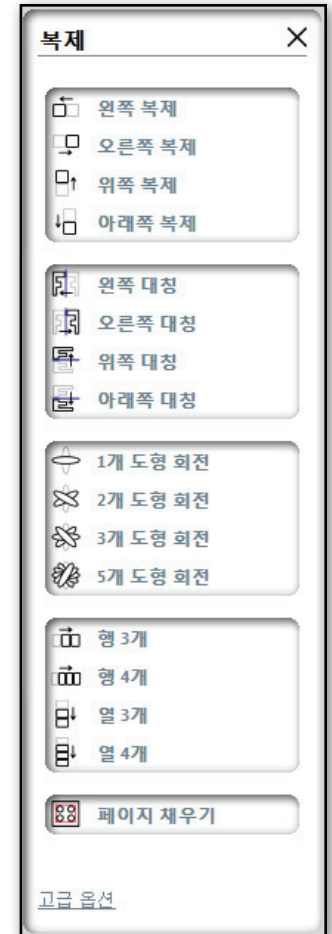 복제
왼쪽 복제
오른쪽 복제
위쪽 복제
아래쪽 복제
왼쪽 대칭
오른쪽 대칭
위쪽 대칭
아래쪽 대칭
1개 도형 회전
2개 도형 회전
3개 도형 회전
5개 도형 회전
행 3개
행 4개
열 3개
열 4개
페이지 채우기
고급 옵션